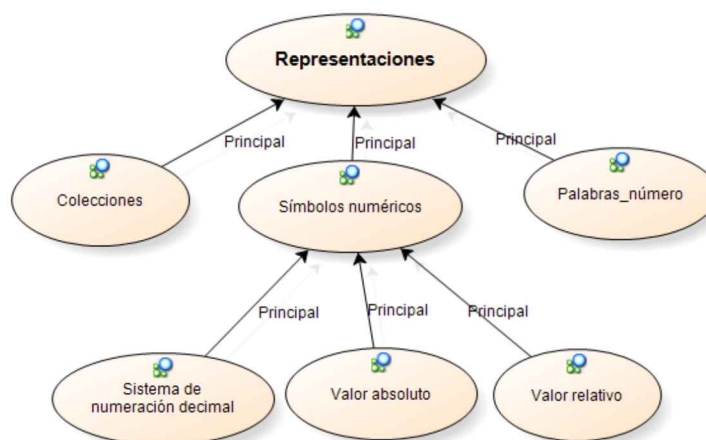 Representaciones
Principal
Principal
Principal
Colecciones
Símbolos numéricos
Palabras_número
Principal
Principal
Principal
Sistema de
numeración decimal
Valor absoluto
Valor relativo